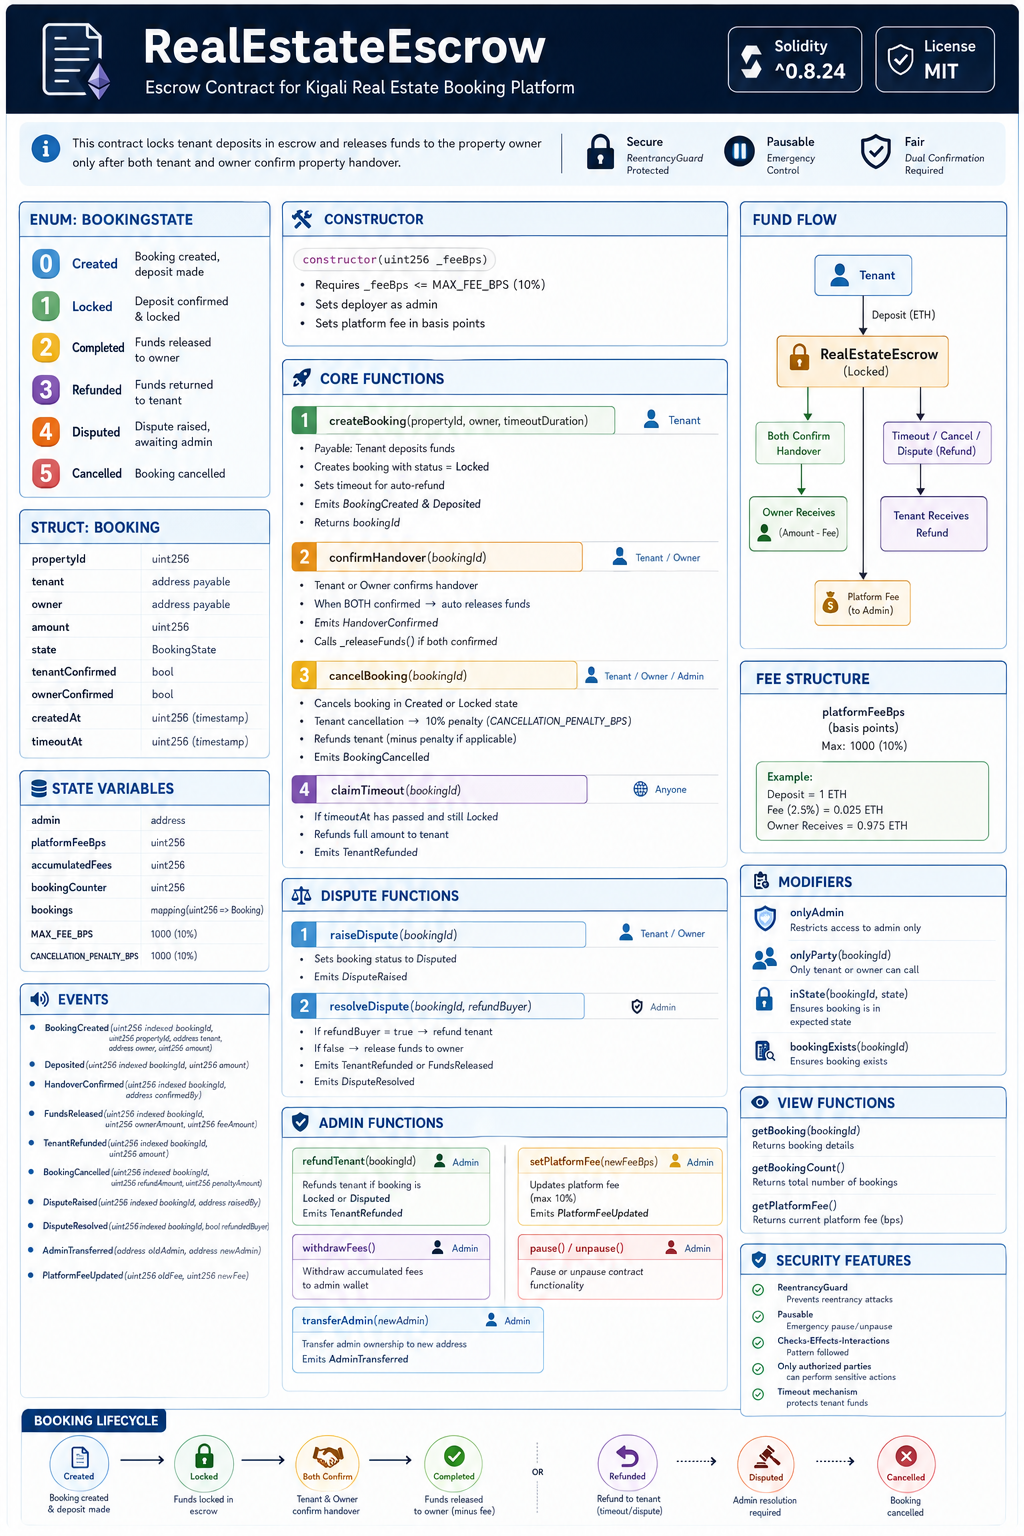 RealEstateEscrow
Escrow Contract for Kigali Real Estate Booking Platform
Solidity
^0.8.24
License
MIT
This contract locks tenant deposits in escrow and releases funds to the property owner
only after both tenant and owner confirm property handover.
Secure
ReentrancyGuard
Protected
Pausable
Emergency
Control
Fair
Dual Confirmation
Required
ENUM: BOOKINGSTATE
0 Created Booking created,
deposit made
1 Locked Deposit confirmed
& locked
2 Completed Funds released
to owner
3 Refunded Funds returned
to tenant
4 Disputed Dispute raised,
awaiting admin
5 Cancelled Booking cancelled
STRUCT: BOOKING
propertyId uint256
tenant address payable
owner address payable
amount uint256
state BookingState
tenantConfirmed bool
ownerConfirmed bool
createdAt uint256 (timestamp)
timeoutAt uint256 (timestamp)
STATE VARIABLES
admin address
platformFeeBps uint256
accumulatedFees uint256
bookingCounter uint256
bookings mapping(uint256 => Booking)
MAX_FEE_BPS 1000 (10%)
CANCELLATION_PENALTY_BPS 1000 (10%)
EVENTS
• BookingCreated(uint256 indexed bookingId,
uint256 propertyId, address tenant,
address owner, uint256 amount)
• Deposited(uint256 indexed bookingId, uint256 amount)
• HandoverConfirmed(uint256 indexed bookingId,
address confirmedBy)
• FundsReleased(uint256 indexed bookingId,
uint256 ownerAmount, uint256 feeAmount)
• TenantRefunded(uint256 indexed bookingId,
uint256 amount)
• BookingCancelled(uint256 indexed bookingId,
uint256 refundAmount, uint256 penaltyAmount)
• DisputeRaised(uint256 indexed bookingId, address raisedBy)
• DisputeResolved(uint256 indexed bookingId, bool refundedBuyer)
• AdminTransferred(address oldAdmin, address newAdmin)
• PlatformFeeUpdated(uint256 oldFee, uint256 newFee)
CONSTRUCTOR
constructor(uint256 _feeBps)
• Requires _feeBps <= MAX_FEE_BPS (10%)
• Sets deployer as admin
• Sets platform fee in basis points
CORE FUNCTIONS
1 createBooking(propertyId, owner, timeoutDuration) Tenant
• Payable: Tenant deposits funds
• Creates booking with status = Locked
• Sets timeout for auto-refund
• Emits BookingCreated & Deposited
• Returns bookingId
2 confirmHandover(bookingId) Tenant / Owner
• Tenant or Owner confirms handover
• When BOTH confirmed → auto releases funds
• Emits HandoverConfirmed
• Calls _releaseFunds() if both confirmed
3 cancelBooking(bookingId) Tenant / Owner / Admin
• Cancels booking in Created or Locked state
• Tenant cancellation → 10% penalty (CANCELLATION_PENALTY_BPS)
• Refunds tenant (minus penalty if applicable)
• Emits BookingCancelled
4 claimTimeout(bookingId) Anyone
• If timeoutAt has passed and still Locked
• Refunds full amount to tenant
• Emits TenantRefunded
DISPUTE FUNCTIONS
1 raiseDispute(bookingId) Tenant / Owner
• Sets booking status to Disputed
• Emits DisputeRaised
2 resolveDispute(bookingId, refundBuyer) Admin
• If refundBuyer = true → refund tenant
• If false → release funds to owner
• Emits TenantRefunded or FundsReleased
• Emits DisputeResolved
ADMIN FUNCTIONS
refundTenant(bookingId) Admin
Refunds tenant if booking is
Locked or Disputed
Emits TenantRefunded
setPlatformFee(newFeeBps) Admin
Updates platform fee
(max 10%)
Emits PlatformFeeUpdated
withdrawFees() Admin
Withdraw accumulated fees
to admin wallet
pause() / unpause() Admin
Pause or unpause contract
functionality
transferAdmin(newAdmin) Admin
Transfer admin ownership to new address
Emits AdminTransferred
FUND FLOW
Tenant
Deposit (ETH)
RealEstateEscrow
(Locked)
Both Confirm
Handover
Timeout / Cancel /
Dispute (Refund)
Owner Receives
(Amount - Fee)
Tenant Receives
Refund
$ Platform Fee
(to Admin)
FEE STRUCTURE
platformFeeBps
(basis points)
Max: 1000 (10%)
Example:
Deposit = 1 ETH
Fee (2.5%) = 0.025 ETH
Owner Receives = 0.975 ETH
MODIFIERS
onlyAdmin
Restricts access to admin only
onlyParty(bookingId)
Only tenant or owner can call
inState(bookingId, state)
Ensures booking is in
expected state
bookingExists(bookingId)
Ensures booking exists
VIEW FUNCTIONS
getBooking(bookingId)
Returns booking details
getBookingCount()
Returns total number of bookings
getPlatformFee()
Returns current platform fee (bps)
SECURITY FEATURES
ReentrancyGuard
Prevents reentrancy attacks
Pausable
Emergency pause/unpause
Checks-Effects-Interactions
Pattern followed
Only authorized parties
can perform sensitive actions
Timeout mechanism
protects tenant funds
BOOKING LIFECYCLE
Created
Booking created
& deposit made
Locked
Funds locked in
escrow
Both Confirm
Tenant & Owner
confirm handover
Completed
Funds released
to owner (minus fee)
OR
Refunded
Refund to tenant
(timeout/dispute)
Disputed
Admin resolution
required
Cancelled
Booking
cancelled